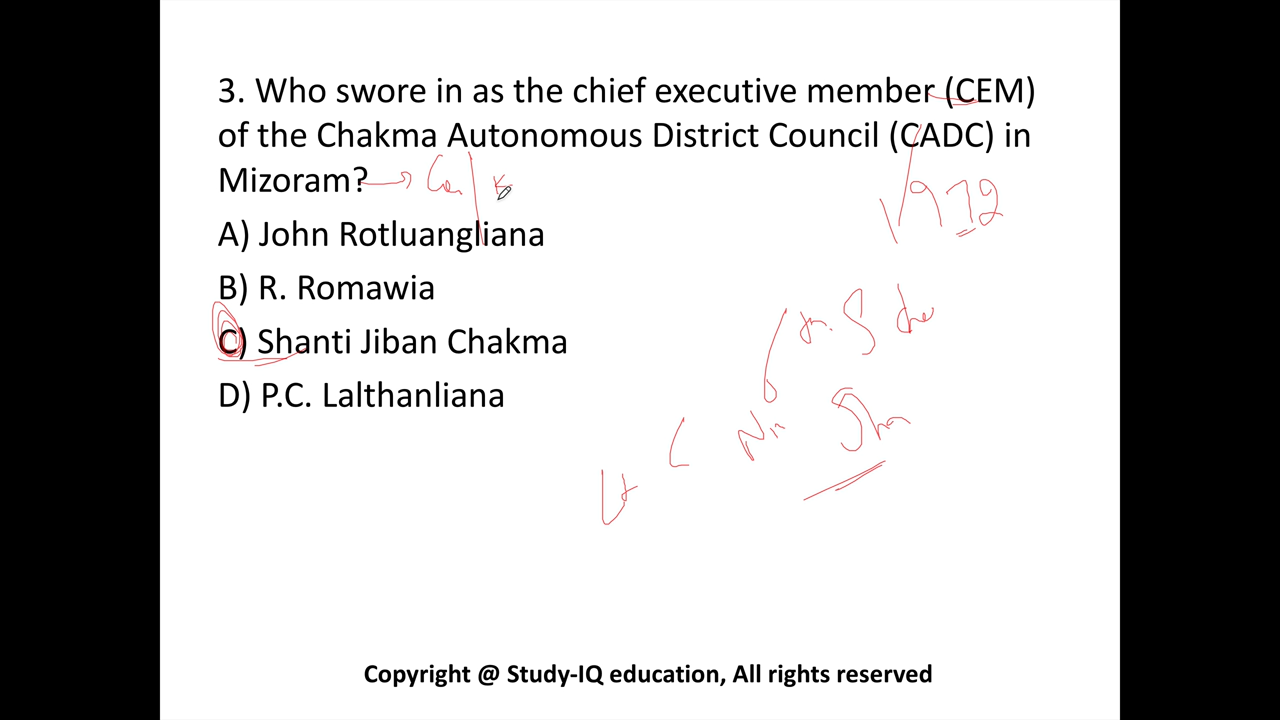 3. Who swore in as the chief executive member (CEM)
of the Chakma Autonomous District Council (CADC) in
Mizoram?
1972
A) John Rotluangliana
B) R. Romawia
C) Shanti Jiban Chakma
D) P.C. Lalthanliana
Copyright @ Study-IQ education, All rights reserved